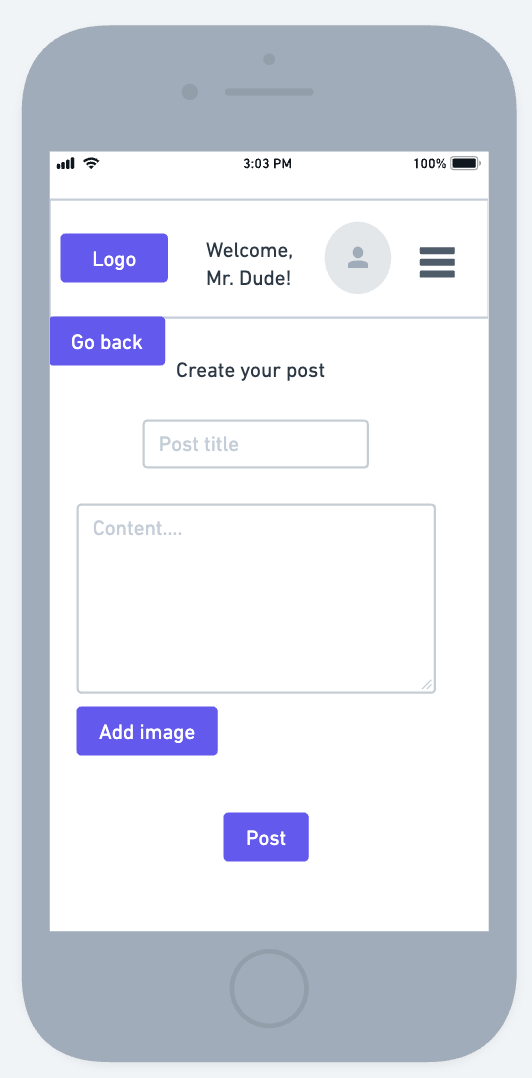 3:03 PM
100%
Logo
Welcome,
Mr. Dude!
Go back
Create your post
Post title
Content....
Add image
Post